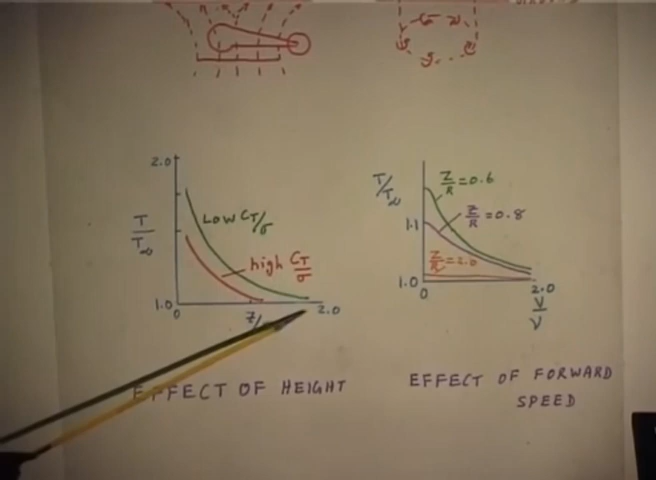 2.0
T/T∞
LOW CT/σ
high CT/σ
1.0
0
Z/
2.0
EFFECT OF HEIGHT
T/T∞
Z/R = 0.6
1.1
Z/R = 0.8
Z/R = 2.0
1.0
0
2.0
V/ν
EFFECT OF FORWARD
SPEED